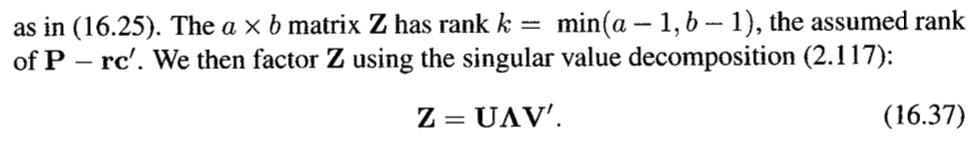 as in (16.25). The a × b matrix Z has rank k = min(a − 1, b − 1), the assumed rank
of P − rc′. We then factor Z using the singular value decomposition (2.117):
Z = UΛV′. (16.37)